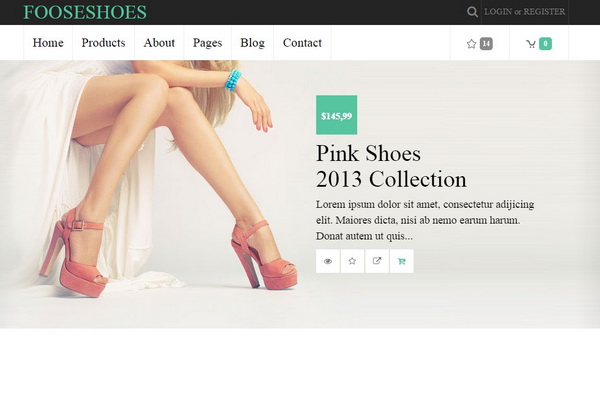 FOOSESHOES
LOGIN or REGISTER
Home Products About Pages Blog Contact
14
0
$145,99
Pink Shoes
2013 Collection
Lorem ipsum dolor sit amet, consectetur adijicing
elit. Maiores dicta, nisi ab nemo earum harum.
Donat autem ut quis...